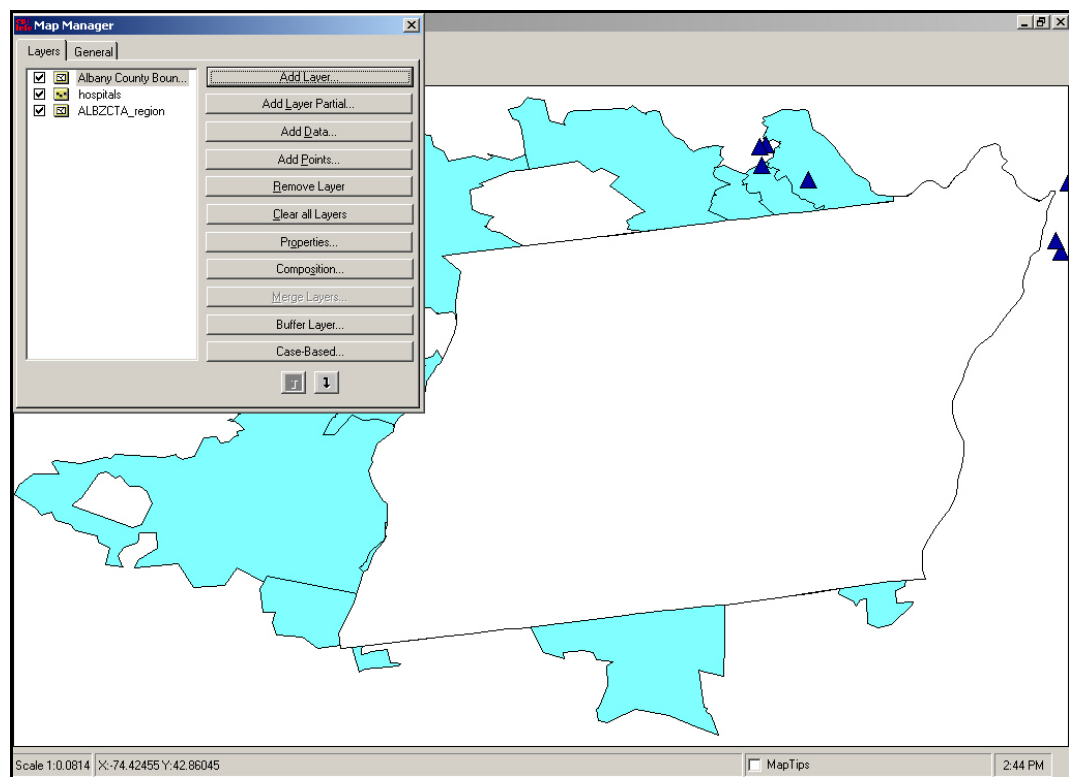 Map Manager
Layers General
Albany County Boun...
hospitals
ALBZCTA_region
Add Layer...
Add Layer Partial...
Add Data...
Add Points...
Remove Layer
Clear all Layers
Properties...
Composition...
Merge Layers...
Buffer Layer...
Case-Based...
Scale 1:0.0814 X:-74.42455 Y:42.86045 MapTips 2:44 PM